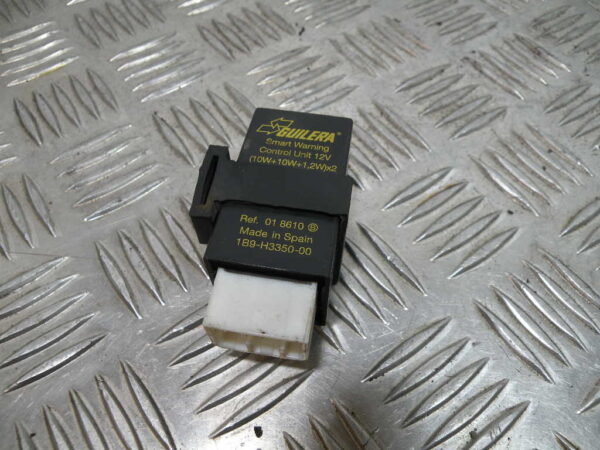 GUILERA®
Smart Warning
Control Unit 12V
(10W+10W+1,2W)x2
Ref. 01 8610 Ⓑ
Made in Spain
1B9-H3350-00